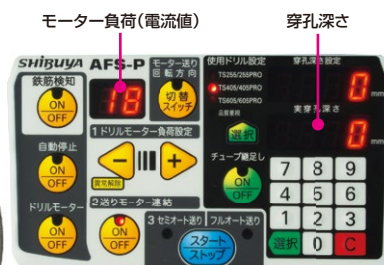 モーター負荷(電流値)
穿孔深さ
SHIBUYA AFS-P
鉄筋検知
ON
OFF
18
モーター送り
回転方向
切替
スイッチ
使用ドリル設定
TS255/255PRO
TS405/405PRO
TS605/605PRO
選択
穿孔深さ設定
0 mm
実穿孔深さ
0 mm
自動停止
ON
OFF
1 ドリルモーター負荷設定
−
+
異常解除
チューブ継足し
ON
OFF
ドリルモーター
ON
OFF
2 送りモーター連結
ON
OFF
3 セミオート送り
フルオート送り
スタート
ストップ
7 8 9
4 5 6
1 2 3
選択 0 C